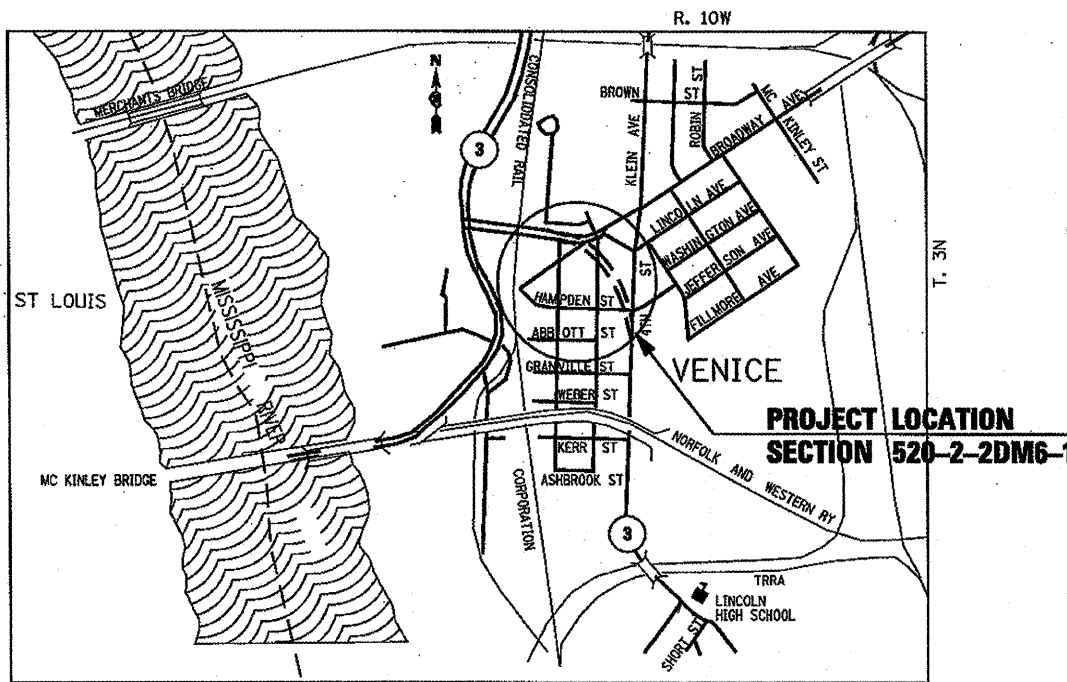 R. 10W
N
MERCHANTS BRIDGE
CONSOLIDATED RAIL
3
BROWN ST
KLEIN AVE
ROBIN ST
MC KINLEY ST
BROADWAY AVE
LINCOLN AVE
WASHINGTON AVE
JEFFERSON AVE
FILLMORE AVE
T. 3N
ST LOUIS
MISSISSIPPI RIVER
HAMPDEN ST
4TH ST
ABBOTT ST
GRANVILLE ST
VENICE
WEBER ST
PROJECT LOCATION
SECTION 520-2-2DM6-1
KERR ST
NORFOLK AND WESTERN RY
MC KINLEY BRIDGE
ASHBROOK ST
CORPORATION
3
TRRA
LINCOLN
HIGH SCHOOL
SHORT ST